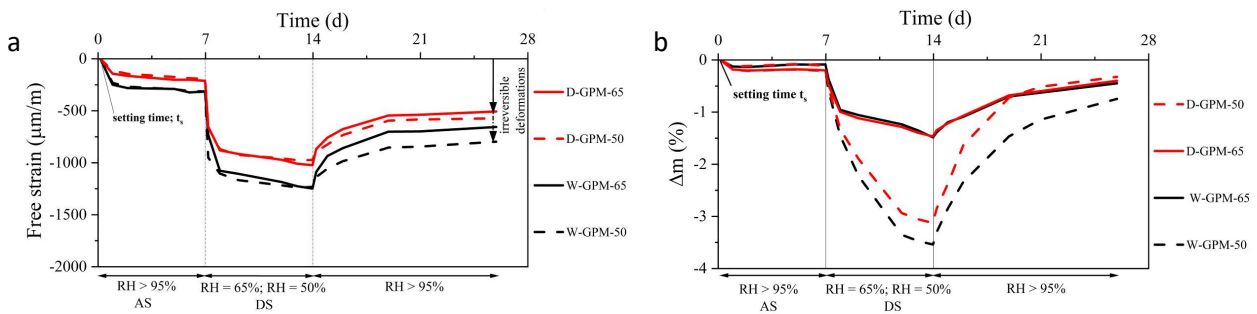 a
Time (d)
0 7 14 21 28
0
-500
-1000
-1500
-2000
Free strain (μm/m)
setting time; tₛ
irreversible
deformations
D-GPM-65
D-GPM-50
W-GPM-65
W-GPM-50
RH > 95%
AS
RH = 65%; RH = 50%
DS
RH > 95%
b
Time (d)
0 7 14 21 28
0
-1
-2
-3
-4
Δm (%)
setting time tₛ
D-GPM-50
D-GPM-65
W-GPM-65
W-GPM-50
RH > 95%
AS
RH = 65%; RH = 50%
DS
RH > 95%